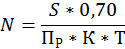 N = S * 0,70 / Пр * К * Т